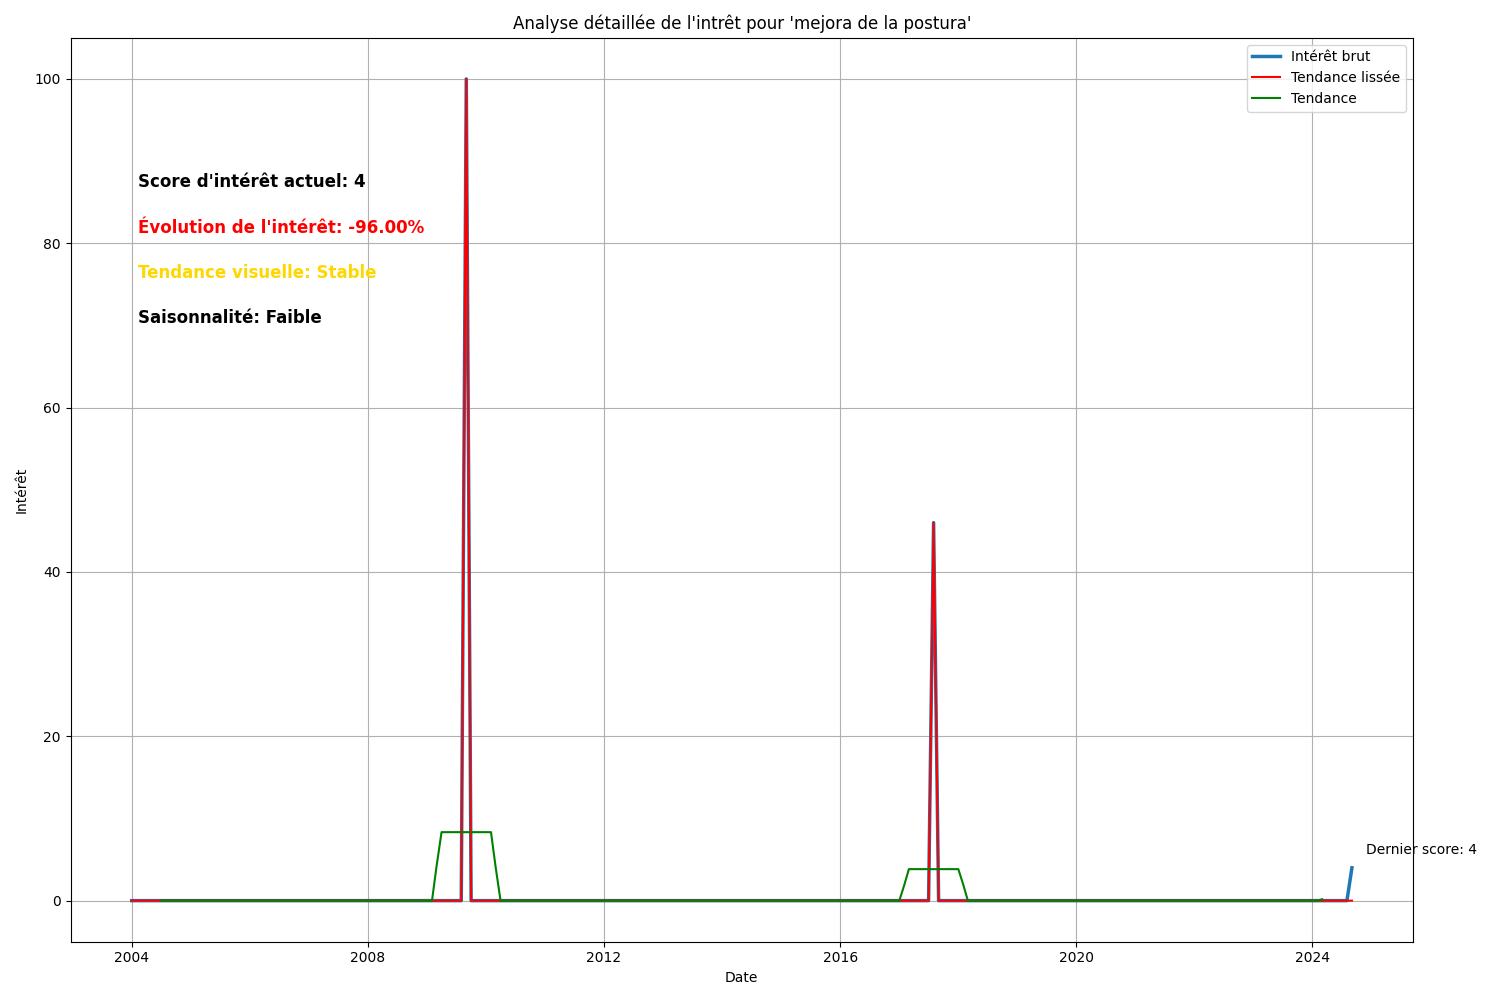 Analyse détaillée de l'intrêt pour 'mejora de la postura'
Intérêt brut
Tendance lissée
Tendance
100
80
60
40
20
0
Intérêt
Score d'intérêt actuel: 4
Évolution de l'intérêt: -96.00%
Tendance visuelle: Stable
Saisonnalité: Faible
Dernier score: 4
2004
2008
2012
2016
2020
2024
Date